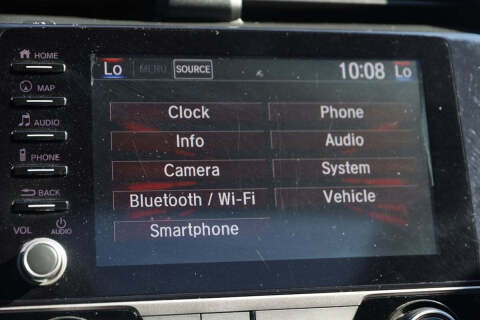 HOME
MAP
AUDIO
PHONE
BACK
VOL AUDIO
Lo MENU SOURCE 10:08 Lo
Clock Phone
Info Audio
Camera System
Bluetooth / Wi-Fi Vehicle
Smartphone